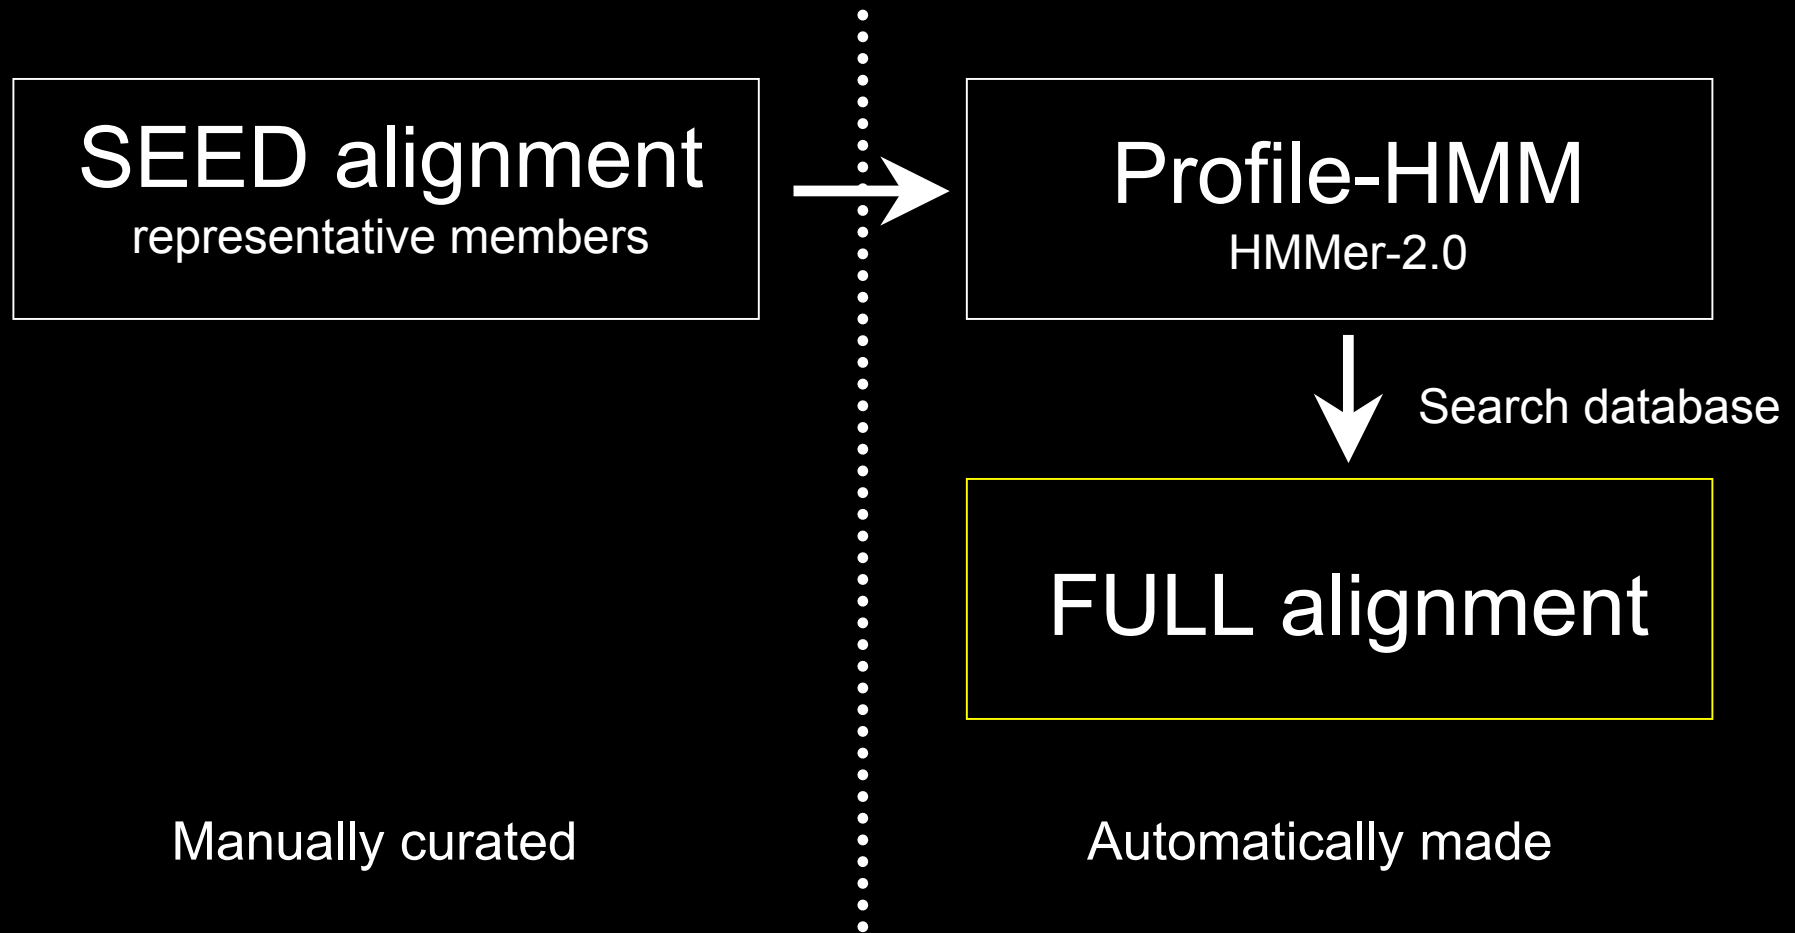 SEED alignment
representative members
Profile-HMM
HMMer-2.0
Search database
FULL alignment
Manually curated
Automatically made